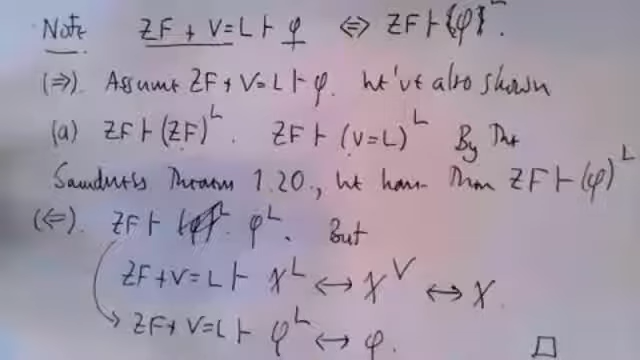 Note ZF + V = L ⊢ φ ⟺ ZF ⊢ (φ)^L.
(⇒). Assume ZF + V = L ⊢ φ. We've also shown
(a) ZF ⊢ (ZF)^L. ZF ⊢ (V=L)^L By the
Soundness Theorem 1.20., we have then ZF ⊢ (φ)^L
(⇐). ZF ⊢ φ^L. But
ZF + V = L ⊢ χ^L ↔ χ^V ↔ χ.
ZF + V = L ⊢ φ^L ↔ φ. □